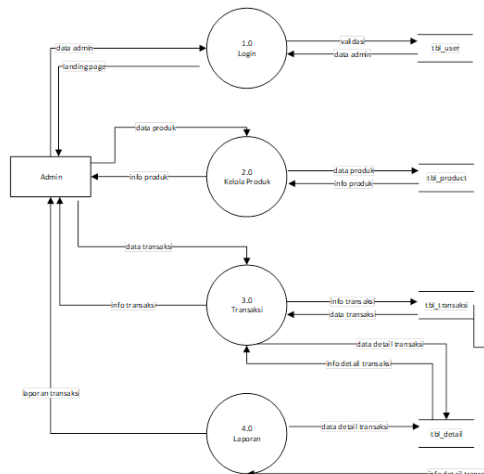 1.0
Login
data admin
validasi
data admin
tbl_user
landing page
data produk
Admin
info produk
2.0
Kelola Produk
data produk
info produk
tbl_product
data transaksi
info transaksi
3.0
Transaksi
info transaksi
data transaksi
tbl_transaksi
data detail transaksi
info detail transaksi
laporan transaksi
4.0
Laporan
data detail transaksi
tbl_detail
info detail